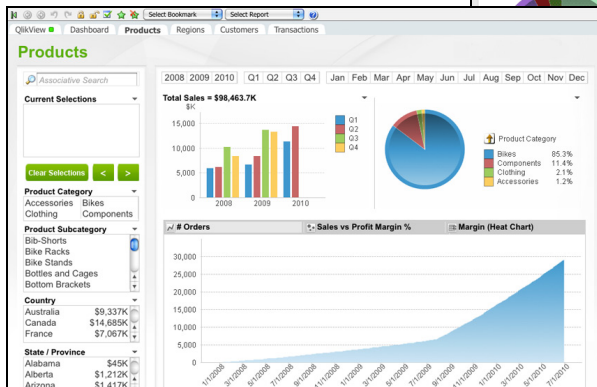 Select Bookmark Select Report
QlikView Dashboard Products Regions Customers Transactions
Products
Associative Search
2008 2009 2010 Q1 Q2 Q3 Q4 Jan Feb Mar Apr May Jun Jul Aug Sep Oct Nov Dec
Current Selections
Clear Selections < >
Product Category
Accessories Bikes
Clothing Components
Product Subcategory
Bib-Shorts
Bike Racks
Bike Stands
Bottles and Cages
Bottom Brackets
Country
Australia $9,337K
Canada $14,685K
France $7,067K
State / Province
Alabama $45K
Alberta $1,212K
Arizona $1,417K
Total Sales = $98,463.7K
$K
15,000
10,000
5,000
0
2008 2009 2010
Q1
Q2
Q3
Q4
Product Category
Bikes 85.3%
Components 11.4%
Clothing 2.1%
Accessories 1.2%
# Orders Sales vs Profit Margin % Margin (Heat Chart)
30,000
25,000
20,000
15,000
10,000
5,000
0
1/1/2008 3/1/2008 5/1/2008 7/1/2008 9/1/2008 11/1/2008 1/1/2009 3/1/2009 5/1/2009 7/1/2009 9/1/2009 11/1/2009 1/1/2010 3/1/2010 5/1/2010 7/1/2010